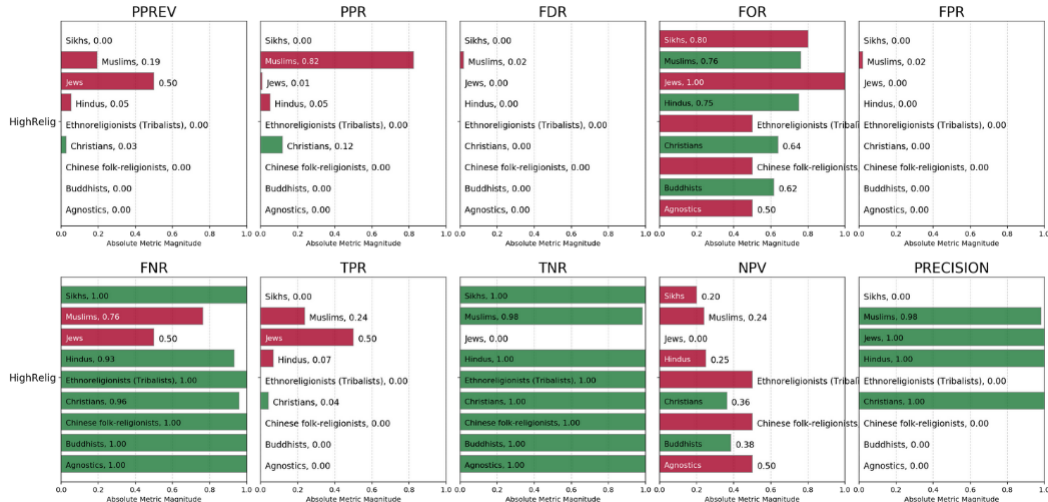 PPREV
Sikhs, 0.00
Muslims, 0.19
Jews 0.50
Hindus, 0.05
HighRelig
Ethnoreligionists (Tribalists), 0.00
Christians, 0.03
Chinese folk-religionists, 0.00
Buddhists, 0.00
Agnostics, 0.00
0.0 0.2 0.4 0.6 0.8 1.0
Absolute Metric Magnitude
PPR
Sikhs, 0.00
Muslims, 0.82
Jews, 0.01
Hindus, 0.05
Ethnoreligionists (Tribalists), 0.00
Christians, 0.12
Chinese folk-religionists, 0.00
Buddhists, 0.00
Agnostics, 0.00
0.0 0.2 0.4 0.6 0.8 1.0
Absolute Metric Magnitude
FDR
Sikhs, 0.00
Muslims, 0.02
Jews, 0.00
Hindus, 0.00
Ethnoreligionists (Tribalists), 0.00
Christians, 0.00
Chinese folk-religionists, 0.00
Buddhists, 0.00
Agnostics, 0.00
0.0 0.2 0.4 0.6 0.8 1.0
Absolute Metric Magnitude
FOR
Sikhs, 0.80
Muslims, 0.76
Jews, 1.00
Hindus, 0.75
Ethnoreligionists (Tribali
Christians 0.64
Chinese folk-religionists,
Buddhists 0.62
Agnostics 0.50
0.0 0.2 0.4 0.6 0.8 1.0
Absolute Metric Magnitude
FPR
Sikhs, 0.00
Muslims, 0.02
Jews, 0.00
Hindus, 0.00
Ethnoreligionists (Tribalists), 0.00
Christians, 0.00
Chinese folk-religionists, 0.00
Buddhists, 0.00
Agnostics, 0.00
0.0 0.2 0.4 0.6 0.8 1.0
Absolute Metric Magnitude
FNR
Sikhs, 1.00
Muslims, 0.76
Jews 0.50
Hindus, 0.93
HighRelig
Ethnoreligionists (Tribalists), 1.00
Christians, 0.96
Chinese folk-religionists, 1.00
Buddhists, 1.00
Agnostics, 1.00
0.0 0.2 0.4 0.6 0.8 1.0
Absolute Metric Magnitude
TPR
Sikhs, 0.00
Muslims, 0.24
Jews 0.50
Hindus, 0.07
Ethnoreligionists (Tribalists), 0.00
Christians, 0.04
Chinese folk-religionists, 0.00
Buddhists, 0.00
Agnostics, 0.00
0.0 0.2 0.4 0.6 0.8 1.0
Absolute Metric Magnitude
TNR
Sikhs, 1.00
Muslims, 0.98
Jews, 0.00
Hindus, 1.00
Ethnoreligionists (Tribalists), 1.00
Christians, 1.00
Chinese folk-religionists, 1.00
Buddhists, 1.00
Agnostics, 1.00
0.0 0.2 0.4 0.6 0.8 1.0
Absolute Metric Magnitude
NPV
Sikhs 0.20
Muslims, 0.24
Jews, 0.00
Hindus 0.25
Ethnoreligionists (Tribali
Christians 0.36
Chinese folk-religionists,
Buddhists 0.38
Agnostics 0.50
0.0 0.2 0.4 0.6 0.8 1.0
Absolute Metric Magnitude
PRECISION
Sikhs, 0.00
Muslims, 0.98
Jews, 1.00
Hindus, 1.00
Ethnoreligionists (Tribalists), 0.00
Christians, 1.00
Chinese folk-religionists, 0.00
Buddhists, 0.00
Agnostics, 0.00
0.0 0.2 0.4 0.6 0.8 1.0
Absolute Metric Magnitude